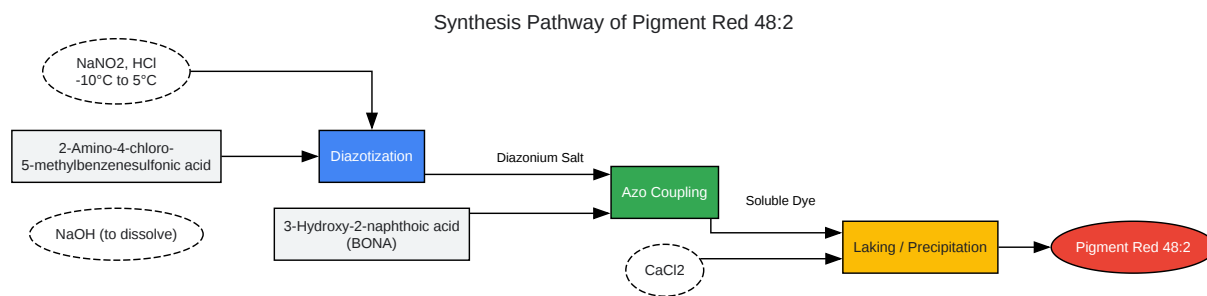 Synthesis Pathway of Pigment Red 48:2
NaNO2, HCl
-10°C to 5°C
2-Amino-4-chloro-
5-methylbenzenesulfonic acid
Diazotization
Diazonium Salt
Azo Coupling
NaOH (to dissolve)
3-Hydroxy-2-naphthoic acid
(BONA)
Soluble Dye
CaCl2
Laking / Precipitation
Pigment Red 48:2